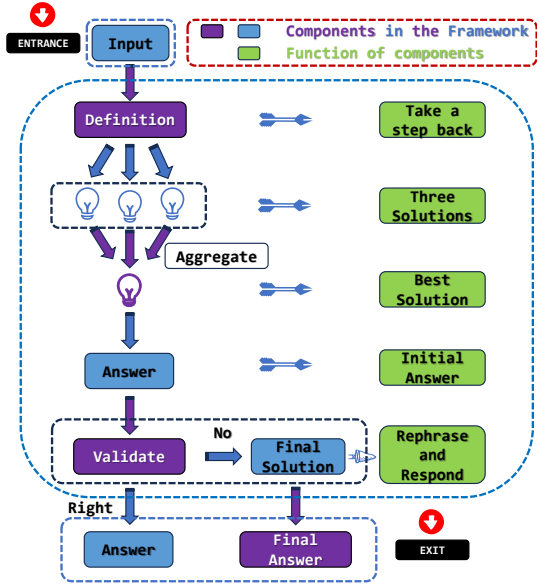 ENTRANCE
Input
Components in the Framework
Function of components
Definition
Take a
step back
Three
Solutions
Aggregate
Best
Solution
Answer
Initial
Answer
Validate
No
Final
Solution
Rephrase
and
Respond
Right
Answer
Final
Answer
EXIT